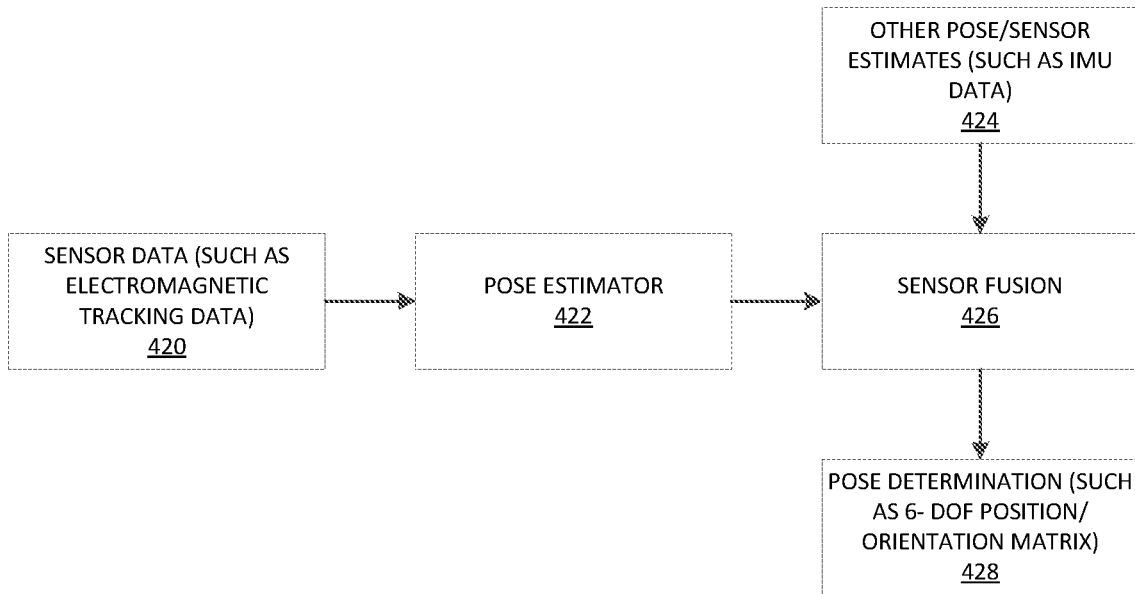 OTHER POSE/SENSOR
ESTIMATES (SUCH AS IMU
DATA)
424
SENSOR DATA (SUCH AS
ELECTROMAGNETIC
TRACKING DATA)
420
POSE ESTIMATOR
422
SENSOR FUSION
426
POSE DETERMINATION (SUCH
AS 6- DOF POSITION/
ORIENTATION MATRIX)
428